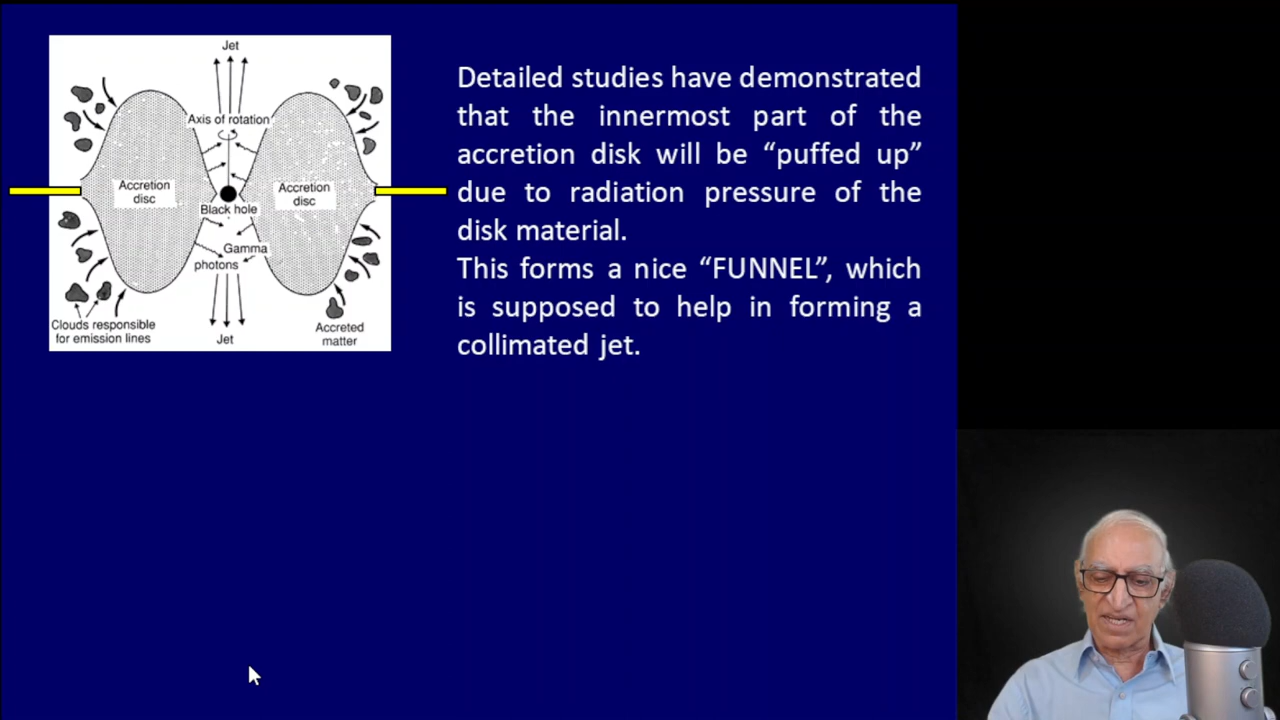 Jet
Axis of rotation
Accretion
disc
Accretion
disc
Black hole
Gamma
photons
Clouds responsible
for emission lines
Jet
Accreted
matter
Detailed studies have demonstrated
that the innermost part of the
accretion disk will be “puffed up”
due to radiation pressure of the
disk material.
This forms a nice “FUNNEL”, which
is supposed to help in forming a
collimated jet.